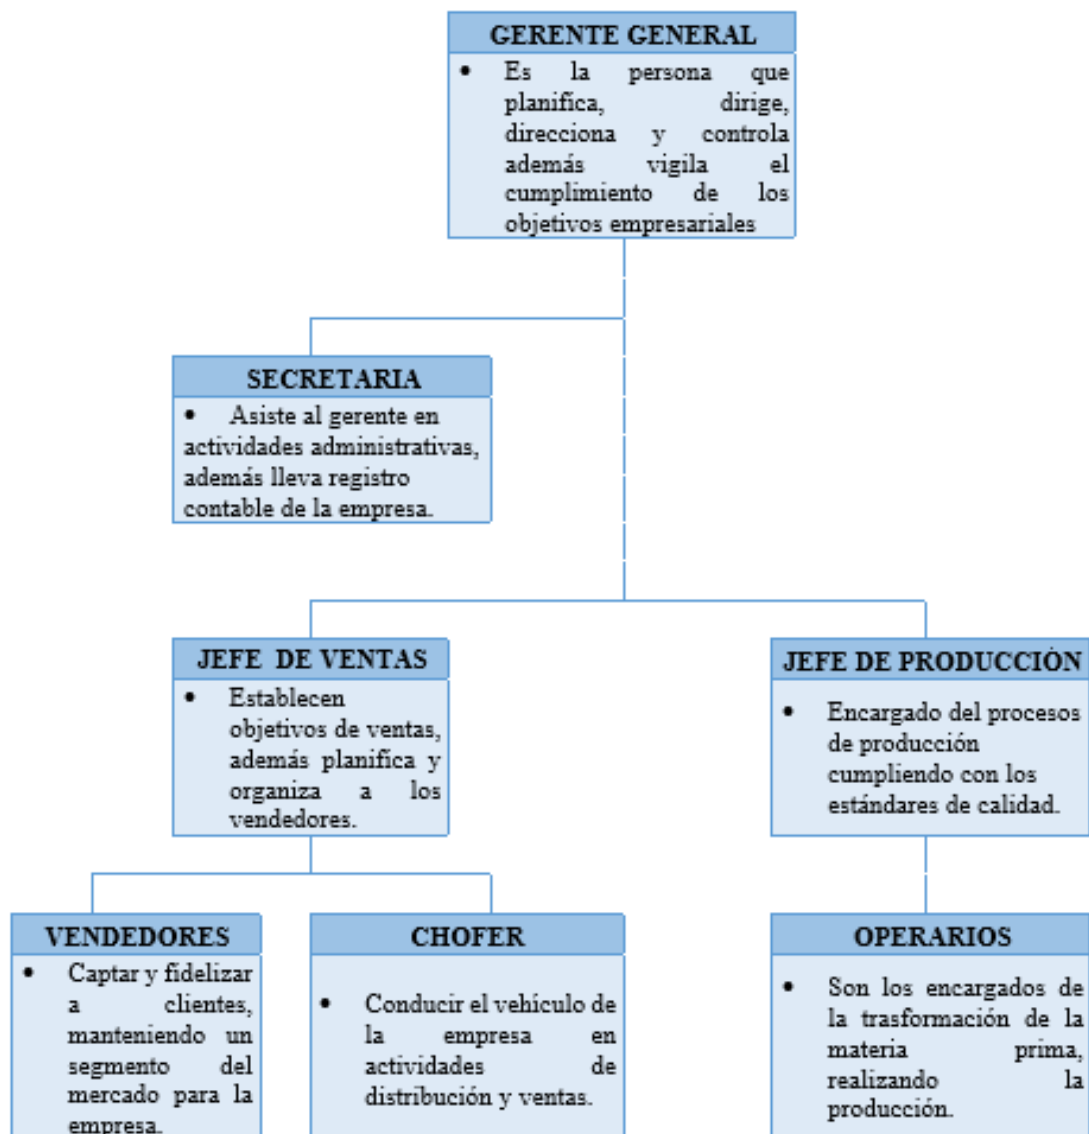 GERENTE GENERAL
• Es la persona que
planifica, dirige,
direcciona y controla
además vigila el
cumplimiento de los
objetivos empresariales
SECRETARIA
• Asiste al gerente en
actividades administrativas,
además lleva registro
contable de la empresa.
JEFE DE VENTAS
• Establecen
objetivos de ventas,
además planifica y
organiza a los
vendedores.
JEFE DE PRODUCCIÓN
• Encargado del procesos
de producción
cumpliendo con los
estándares de calidad.
VENDEDORES
• Captar y fidelizar
a clientes,
manteniendo un
segmento del
mercado para la
empresa.
CHOFER
• Conducir el vehículo de
la empresa en
actividades de
distribución y ventas.
OPERARIOS
• Son los encargados de
la trasformación de la
materia prima,
realizando la
producción.